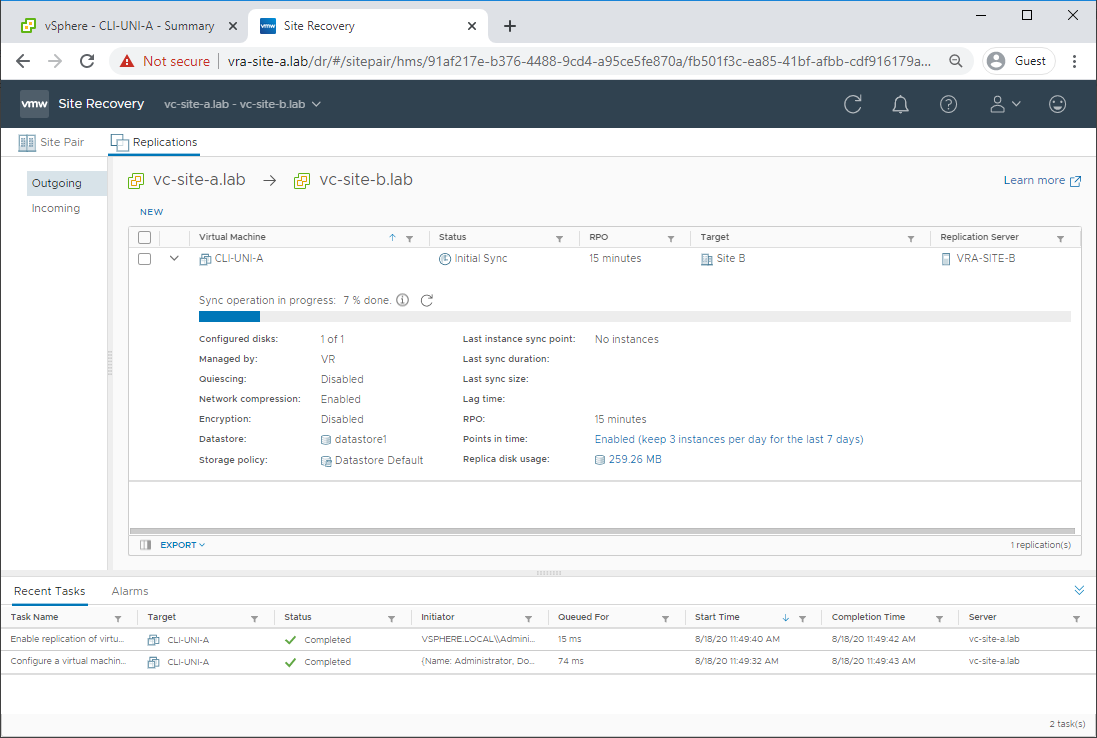 vSphere - CLI-UNI-A - Summary
vmw Site Recovery
Not secure vra-site-a.lab/dr/#/sitepair/hms/91af217e-b376-4488-9cd4-a95ce5fe870a/fb501f3c-ea85-41bf-afbb-cdf916179a... Guest
vmw Site Recovery vc-site-a.lab - vc-site-b.lab
Site Pair Replications
Outgoing
Incoming
vc-site-a.lab → vc-site-b.lab
Learn more
NEW
Virtual Machine Status RPO Target Replication Server
CLI-UNI-A Initial Sync 15 minutes Site B VRA-SITE-B
Sync operation in progress: 7 % done.
Configured disks: 1 of 1 Last instance sync point: No instances
Managed by: VR Last sync duration:
Quiescing: Disabled Last sync size:
Network compression: Enabled Lag time:
Encryption: Disabled RPO: 15 minutes
Datastore: datastore1 Points in time: Enabled (keep 3 instances per day for the last 7 days)
Storage policy: Datastore Default Replica disk usage: 259.26 MB
EXPORT 1 replication(s)
Recent Tasks Alarms
Task Name Target Status Initiator Queued For Start Time Completion Time Server
Enable replication of virtu... CLI-UNI-A Completed VSPHERE.LOCAL\\Admini... 15 ms 8/18/20 11:49:40 AM 8/18/20 11:49:42 AM vc-site-a.lab
Configure a virtual machin... CLI-UNI-A Completed (Name: Administrator, Do... 74 ms 8/18/20 11:49:32 AM 8/18/20 11:49:43 AM vc-site-a.lab
2 task(s)